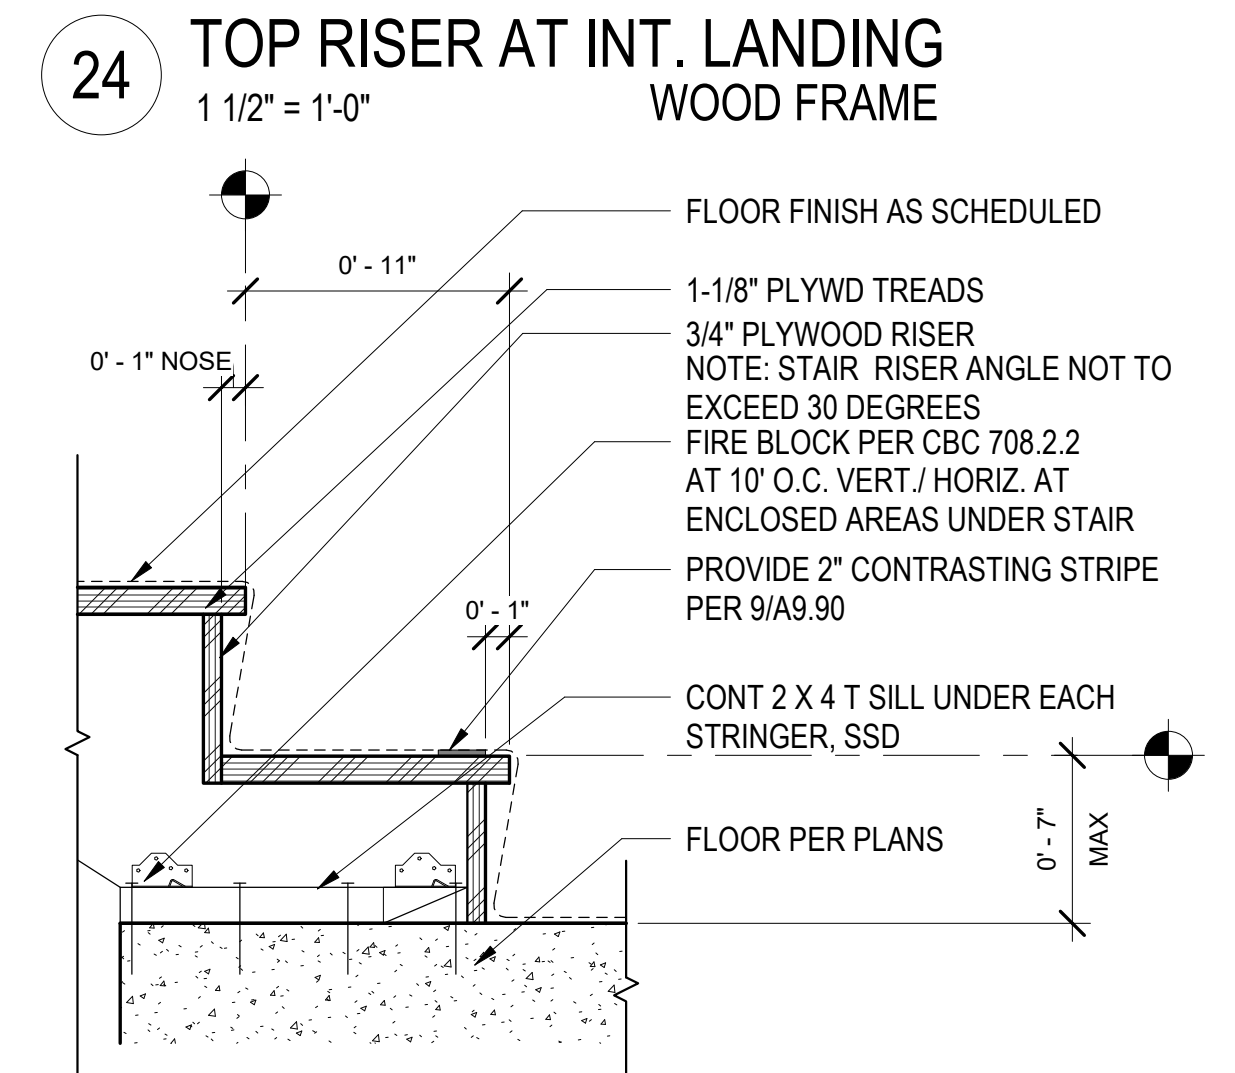 24
TOP RISER AT INT. LANDING
1 1/2" = 1'-0"
WOOD FRAME
FLOOR FINISH AS SCHEDULED
0' - 11"
1-1/8" PLYWD TREADS
3/4" PLYWOOD RISER
0' - 1" NOSE
NOTE: STAIR RISER ANGLE NOT TO
EXCEED 30 DEGREES
FIRE BLOCK PER CBC 708.2.2
AT 10' O.C. VERT./ HORIZ. AT
ENCLOSED AREAS UNDER STAIR
PROVIDE 2" CONTRASTING STRIPE
PER 9/A9.90
0' - 1"
CONT 2 X 4 T SILL UNDER EACH
STRINGER, SSD
0' - 7"
MAX
FLOOR PER PLANS